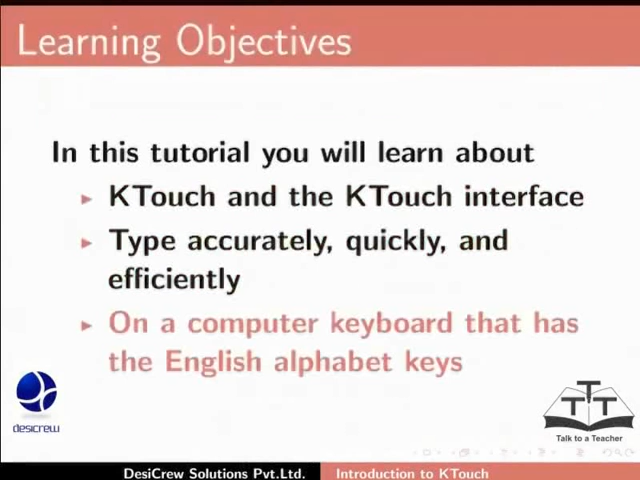 Learning Objectives
In this tutorial you will learn about
KTouch and the KTouch interface
Type accurately, quickly, and
efficiently
On a computer keyboard that has
the English alphabet keys
desicrew
TTT
Talk to a Teacher
DesiCrew Solutions Pvt.Ltd. Introduction to KTouch